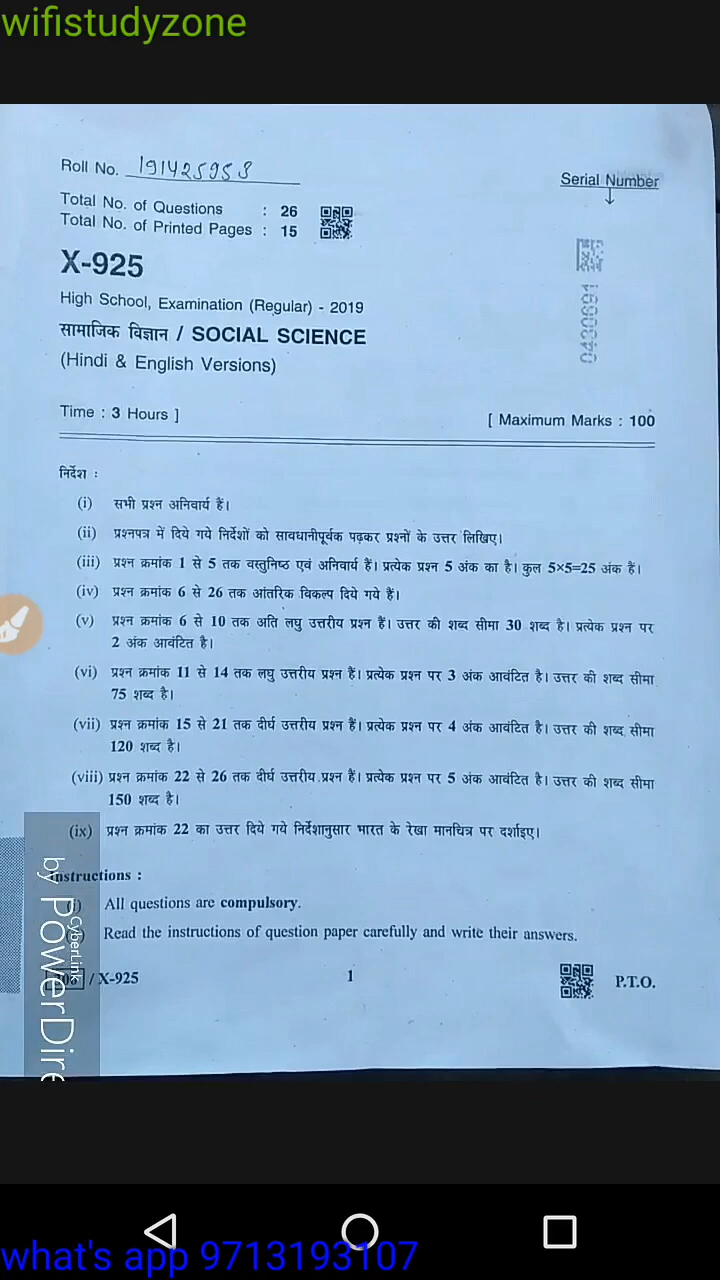 wifistudyzone
Roll No. 191425958
Serial Number
Total No. of Questions : 26
Total No. of Printed Pages : 15
X-925
04930691
High School, Examination (Regular) - 2019
सामाजिक विज्ञान / SOCIAL SCIENCE
(Hindi & English Versions)
Time : 3 Hours ]
[ Maximum Marks : 100
निर्देश :
(i) सभी प्रश्न अनिवार्य हैं।
(ii) प्रश्नपत्र में दिये गये निर्देशों को सावधानीपूर्वक पढ़कर प्रश्नों के उत्तर लिखिए।
(iii) प्रश्न क्रमांक 1 से 5 तक वस्तुनिष्ठ एवं अनिवार्य हैं। प्रत्येक प्रश्न 5 अंक का है। कुल 5×5=25 अंक हैं।
(iv) प्रश्न क्रमांक 6 से 26 तक आंतरिक विकल्प दिये गये हैं।
(v) प्रश्न क्रमांक 6 से 10 तक अति लघु उत्तरीय प्रश्न हैं। उत्तर की शब्द सीमा 30 शब्द है। प्रत्येक प्रश्न पर
2 अंक आवंटित है।
(vi) प्रश्न क्रमांक 11 से 14 तक लघु उत्तरीय प्रश्न हैं। प्रत्येक प्रश्न पर 3 अंक आवंटित है। उत्तर की शब्द सीमा
75 शब्द है।
(vii) प्रश्न क्रमांक 15 से 21 तक दीर्घ उत्तरीय प्रश्न हैं। प्रत्येक प्रश्न पर 4 अंक आवंटित है। उत्तर की शब्द सीमा
120 शब्द है।
(viii) प्रश्न क्रमांक 22 से 26 तक दीर्घ उत्तरीय प्रश्न हैं। प्रत्येक प्रश्न पर 5 अंक आवंटित है। उत्तर की शब्द सीमा
150 शब्द है।
(ix) प्रश्न क्रमांक 22 का उत्तर दिये गये निर्देशानुसार भारत के रेखा मानचित्र पर दर्शाइए।
Instructions :
(i) All questions are compulsory.
Read the instructions of question paper carefully and write their answers.
/ X-925
1
P.T.O.
by CyberLink
PowerDire
what's app 9713193107